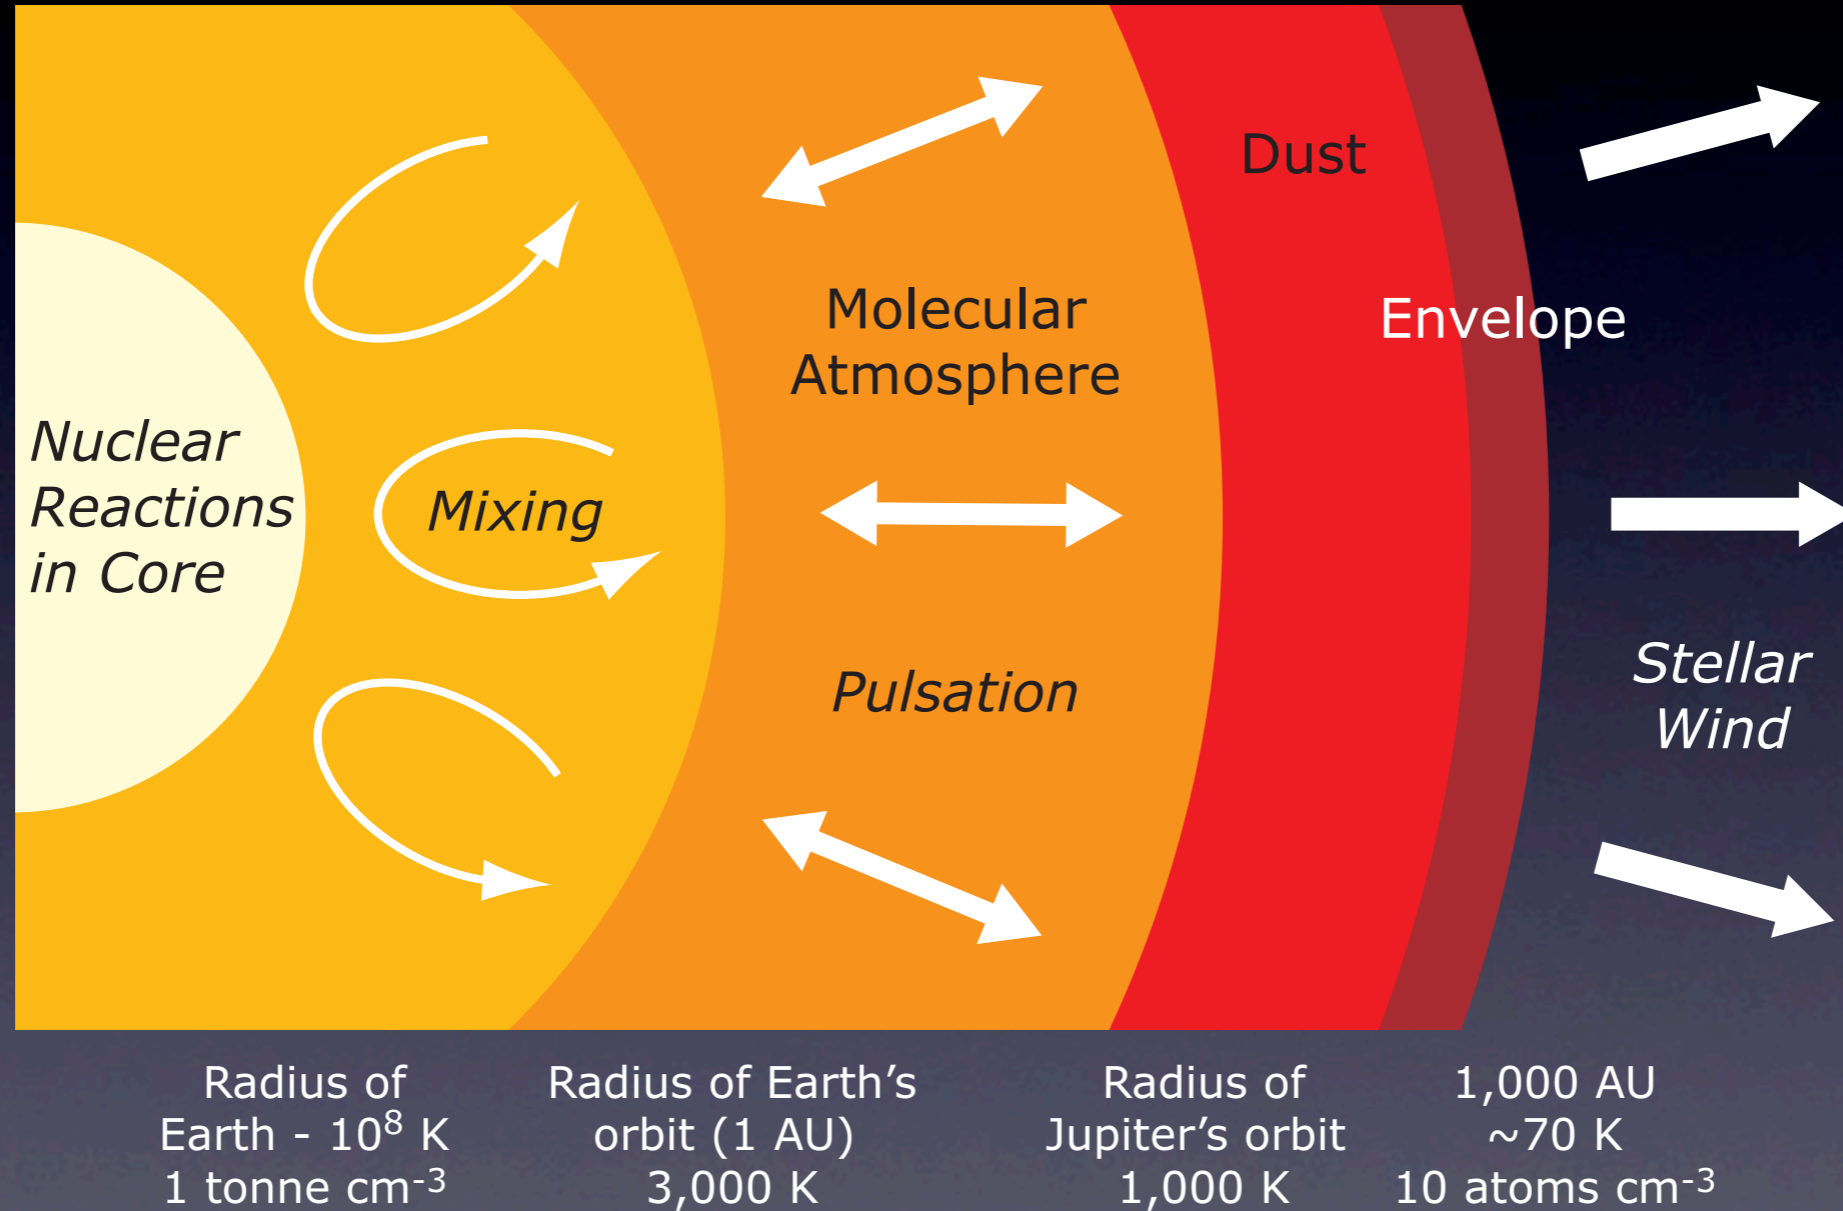 Dust
Molecular
Atmosphere
Envelope
Nuclear
Reactions
in Core
Mixing
Pulsation
Stellar
Wind
Radius of
Earth - 10⁸ K
1 tonne cm⁻³
Radius of Earth’s
orbit (1 AU)
3,000 K
Radius of
Jupiter’s orbit
1,000 K
1,000 AU
~70 K
10 atoms cm⁻³